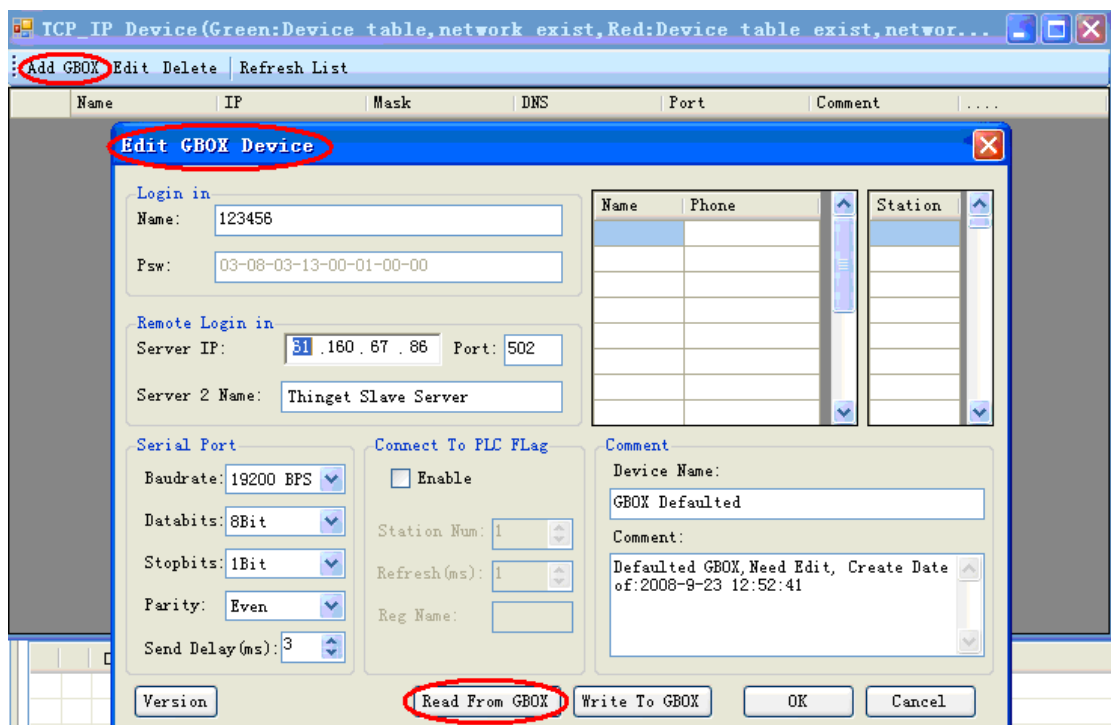 TCP_IP Device(Green:Device table,network exist,Red:Device table exist,networ...
Add GBOX Edit Delete Refresh List
Name IP Mask DNS Port Comment ....
Edit GBOX Device
Login in
Name: 123456
Psw: 03-08-03-13-00-01-00-00
Name Phone
Station
Remote Login in
Server IP: 61 .160 . 67 . 86 Port: 502
Server 2 Name: Thinget Slave Server
Serial Port
Baudrate: 19200 BPS
Databits: 8Bit
Stopbits: 1Bit
Parity: Even
Send Delay(ms): 3
Connect To PLC FLag
Enable
Station Num: 1
Refresh(ms): 1
Reg Name:
Comment
Device Name:
GBOX Defaulted
Comment:
Defaulted GBOX,Need Edit, Create Date
of:2008-9-23 12:52:41
Version Read From GBOX Write To GBOX OK Cancel